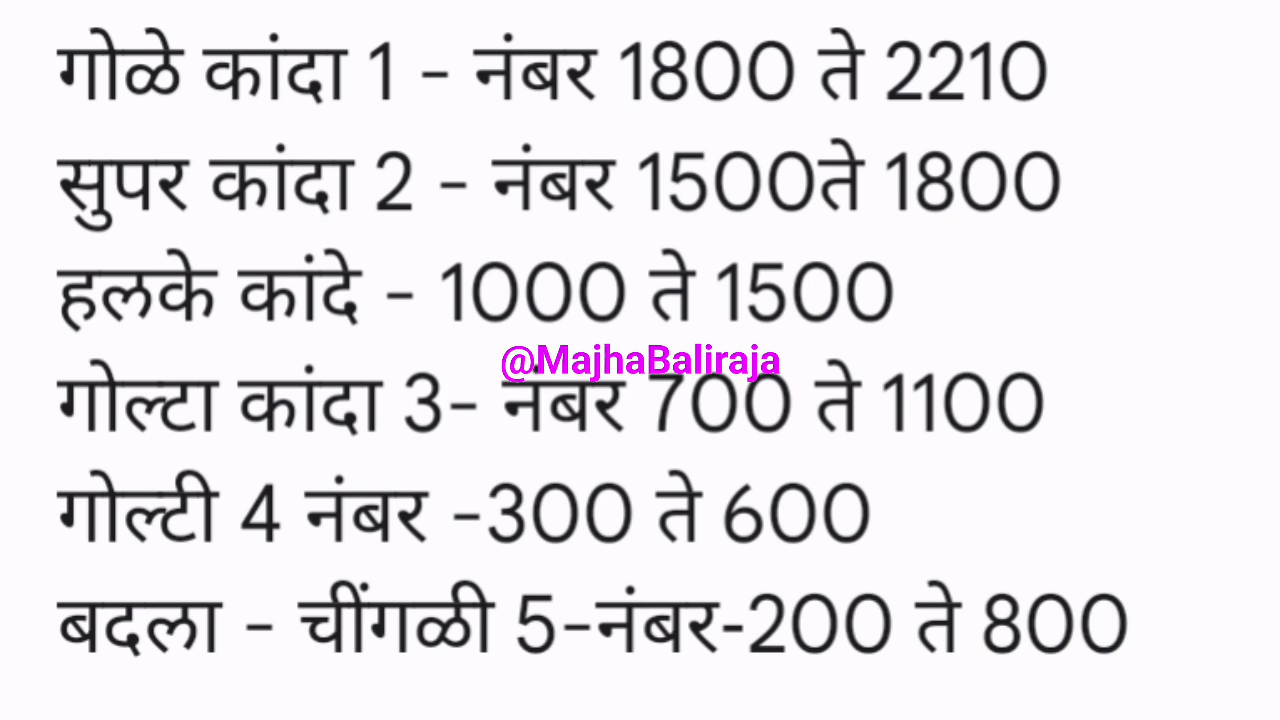 गोळे कांदा 1 - नंबर 1800 ते 2210
सुपर कांदा 2 - नंबर 1500ते 1800
हलके कांदे - 1000 ते 1500
@MajhaBaliraja
गोल्टा कांदा 3- नंबर 700 ते 1100
गोल्टी 4 नंबर -300 ते 600
बदला - चींगळी 5-नंबर-200 ते 800